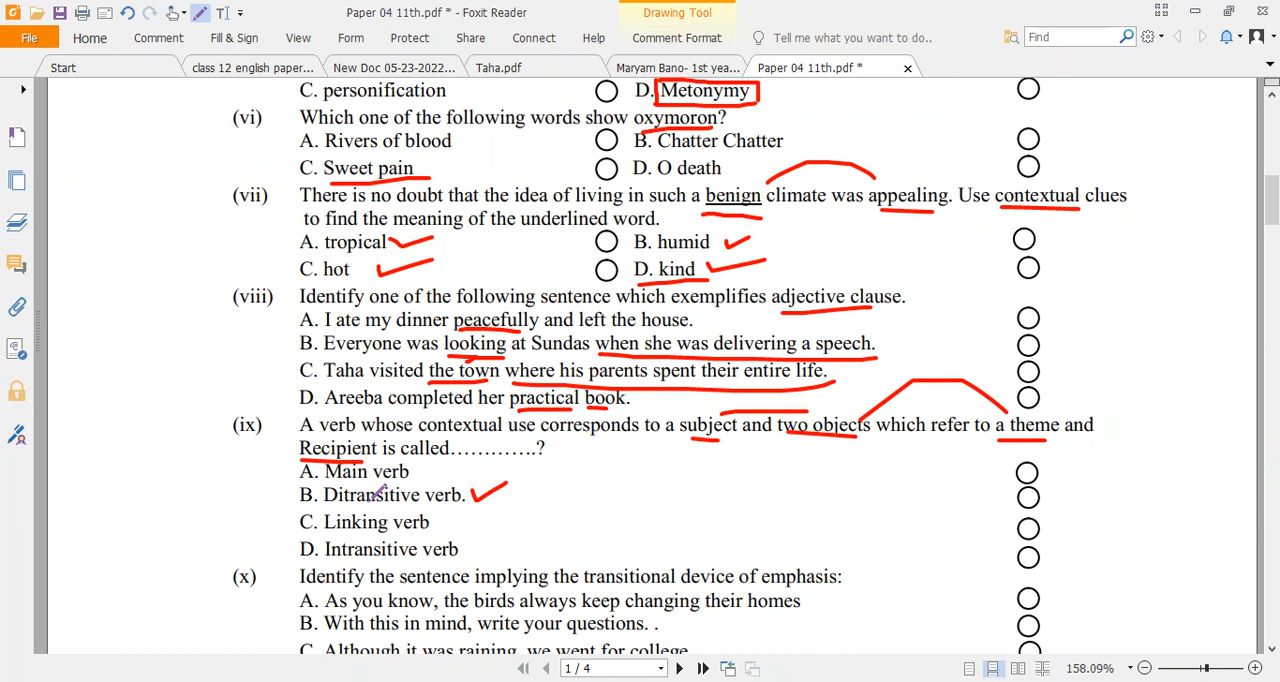 Paper 04 11th.pdf * - Foxit Reader
Drawing Tool
File Home Comment Fill & Sign View Form Protect Share Connect Help Comment Format Tell me what you want to do.. Find
Start class 12 english paper... New Doc 05-23-2022... Taha.pdf Maryam Bano- 1st yea... Paper 04 11th.pdf *
C. personification D. Metonymy
(vi) Which one of the following words show oxymoron?
A. Rivers of blood B. Chatter Chatter
C. Sweet pain D. O death
(vii) There is no doubt that the idea of living in such a benign climate was appealing. Use contextual clues
to find the meaning of the underlined word.
A. tropical B. humid
C. hot D. kind
(viii) Identify one of the following sentence which exemplifies adjective clause.
A. I ate my dinner peacefully and left the house.
B. Everyone was looking at Sundas when she was delivering a speech.
C. Taha visited the town where his parents spent their entire life.
D. Areeba completed her practical book.
(ix) A verb whose contextual use corresponds to a subject and two objects which refer to a theme and
Recipient is called………….?
A. Main verb
B. Ditransitive verb.
C. Linking verb
D. Intransitive verb
(x) Identify the sentence implying the transitional device of emphasis:
A. As you know, the birds always keep changing their homes
B. With this in mind, write your questions. .
C. Although it was raining, we went for college
1 / 4 158.09%